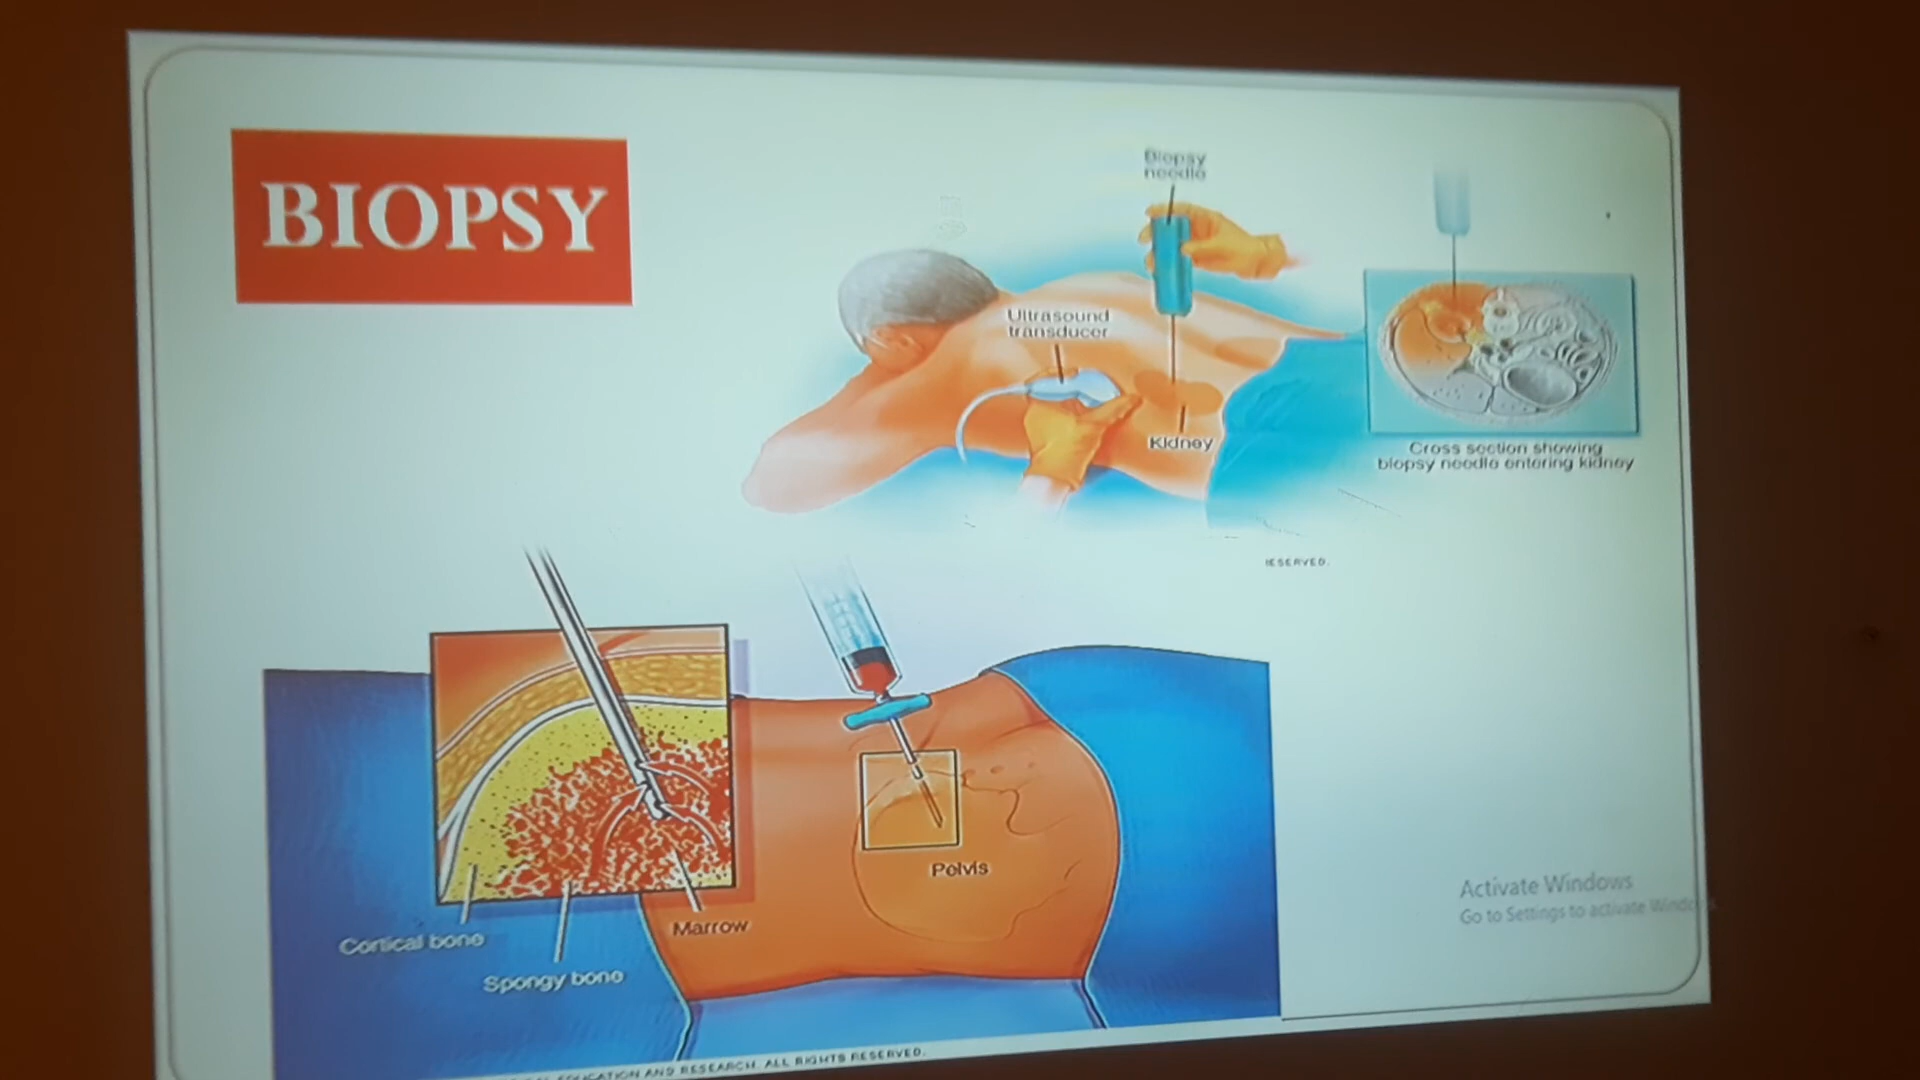 BIOPSY
Biopsy
needle
Ultrasound
transducer
Kidney
Cross section showing
biopsy needle entering kidney
RESERVED.
Pelvis
Marrow
Cortical bone
Spongy bone
Activate Windows
Go to Settings to activate Windows.
EDUCATION AND RESEARCH. ALL RIGHTS RESERVED.